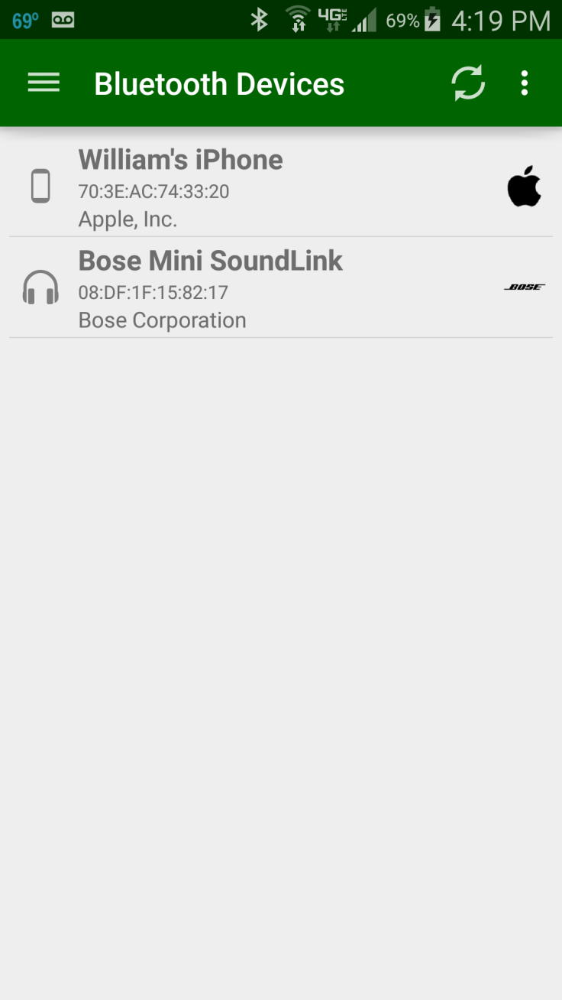 69° 4G LTE 69% 4:19 PM
Bluetooth Devices
William's iPhone
70:3E:AC:74:33:20
Apple, Inc.
Bose Mini SoundLink
08:DF:1F:15:82:17
BOSE
Bose Corporation